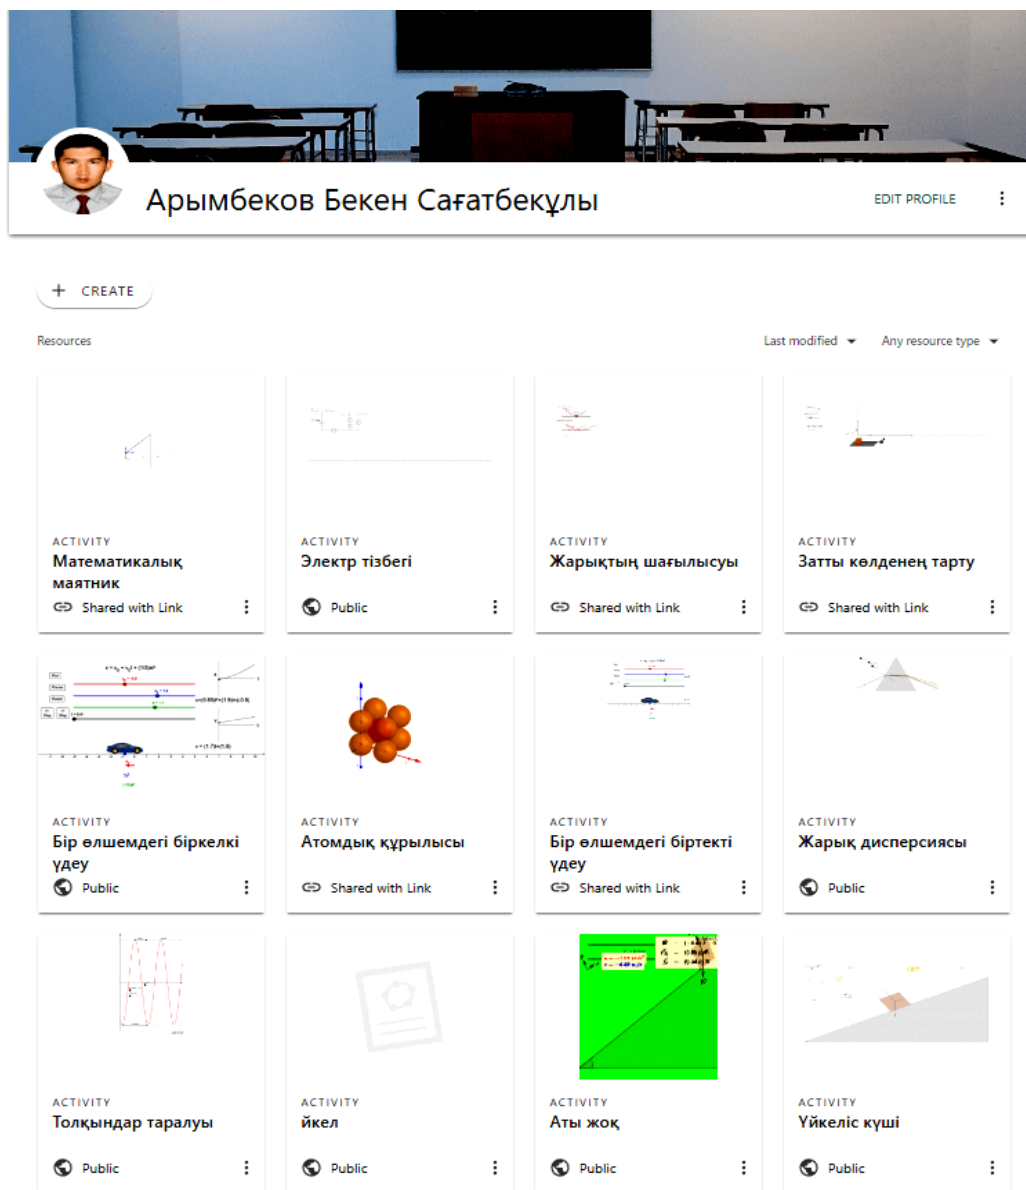 Арымбеков Бекен Сағатбекұлы
EDIT PROFILE
+ CREATE
Resources
Last modified
Any resource type
ACTIVITY
Математикалық
маятник
Shared with Link
ACTIVITY
Электр тізбегі
Public
ACTIVITY
Жарықтың шағылысуы
Shared with Link
ACTIVITY
Затты көлденең тарту
Shared with Link
ACTIVITY
Бір өлшемдегі біркелкі
үдеу
Public
ACTIVITY
Атомдық құрылысы
Shared with Link
ACTIVITY
Бір өлшемдегі біртекті
үдеу
Shared with Link
ACTIVITY
Жарық дисперсиясы
Public
ACTIVITY
Толқындар таралуы
Public
ACTIVITY
йкел
Public
ACTIVITY
Аты жоқ
Public
ACTIVITY
Үйкеліс күші
Public